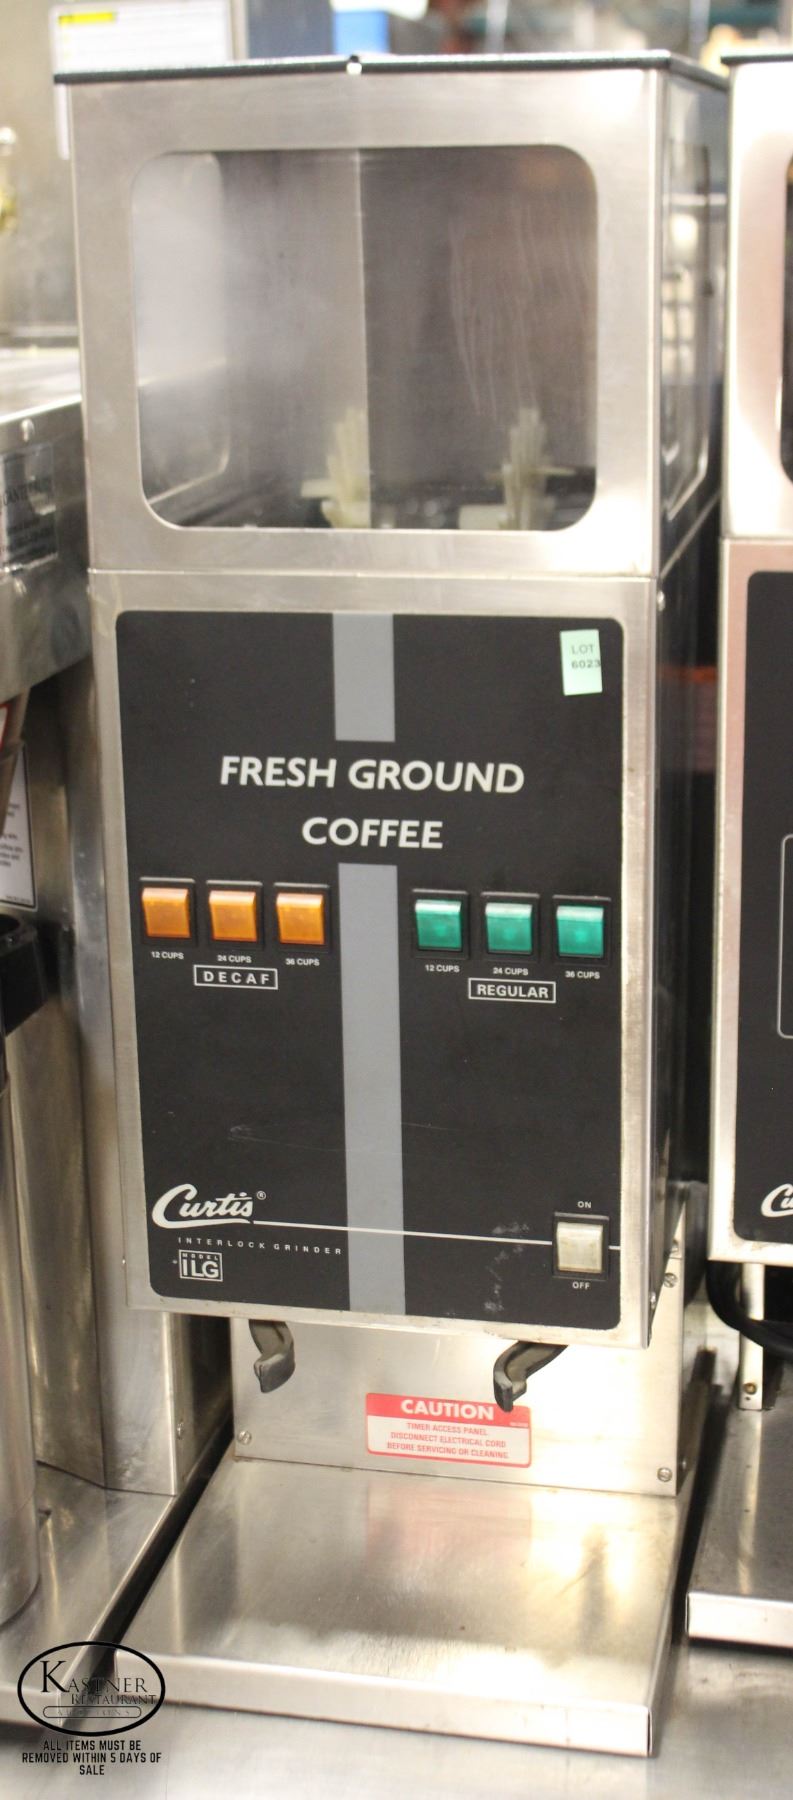 LOT
6023
FRESH GROUND
COFFEE
12 CUPS
24 CUPS
36 CUPS
DECAF
12 CUPS
24 CUPS
36 CUPS
REGULAR
Curtis®
INTERLOCK GRINDER
MODEL
ILG
ON
OFF
CAUTION
TIMER ACCESS PANEL
DISCONNECT ELECTRICAL CORD
BEFORE SERVICING OR CLEANING
KASTNER
RESTAURANT
AUCTIONS
ALL ITEMS MUST BE
REMOVED WITHIN 5 DAYS OF
SALE